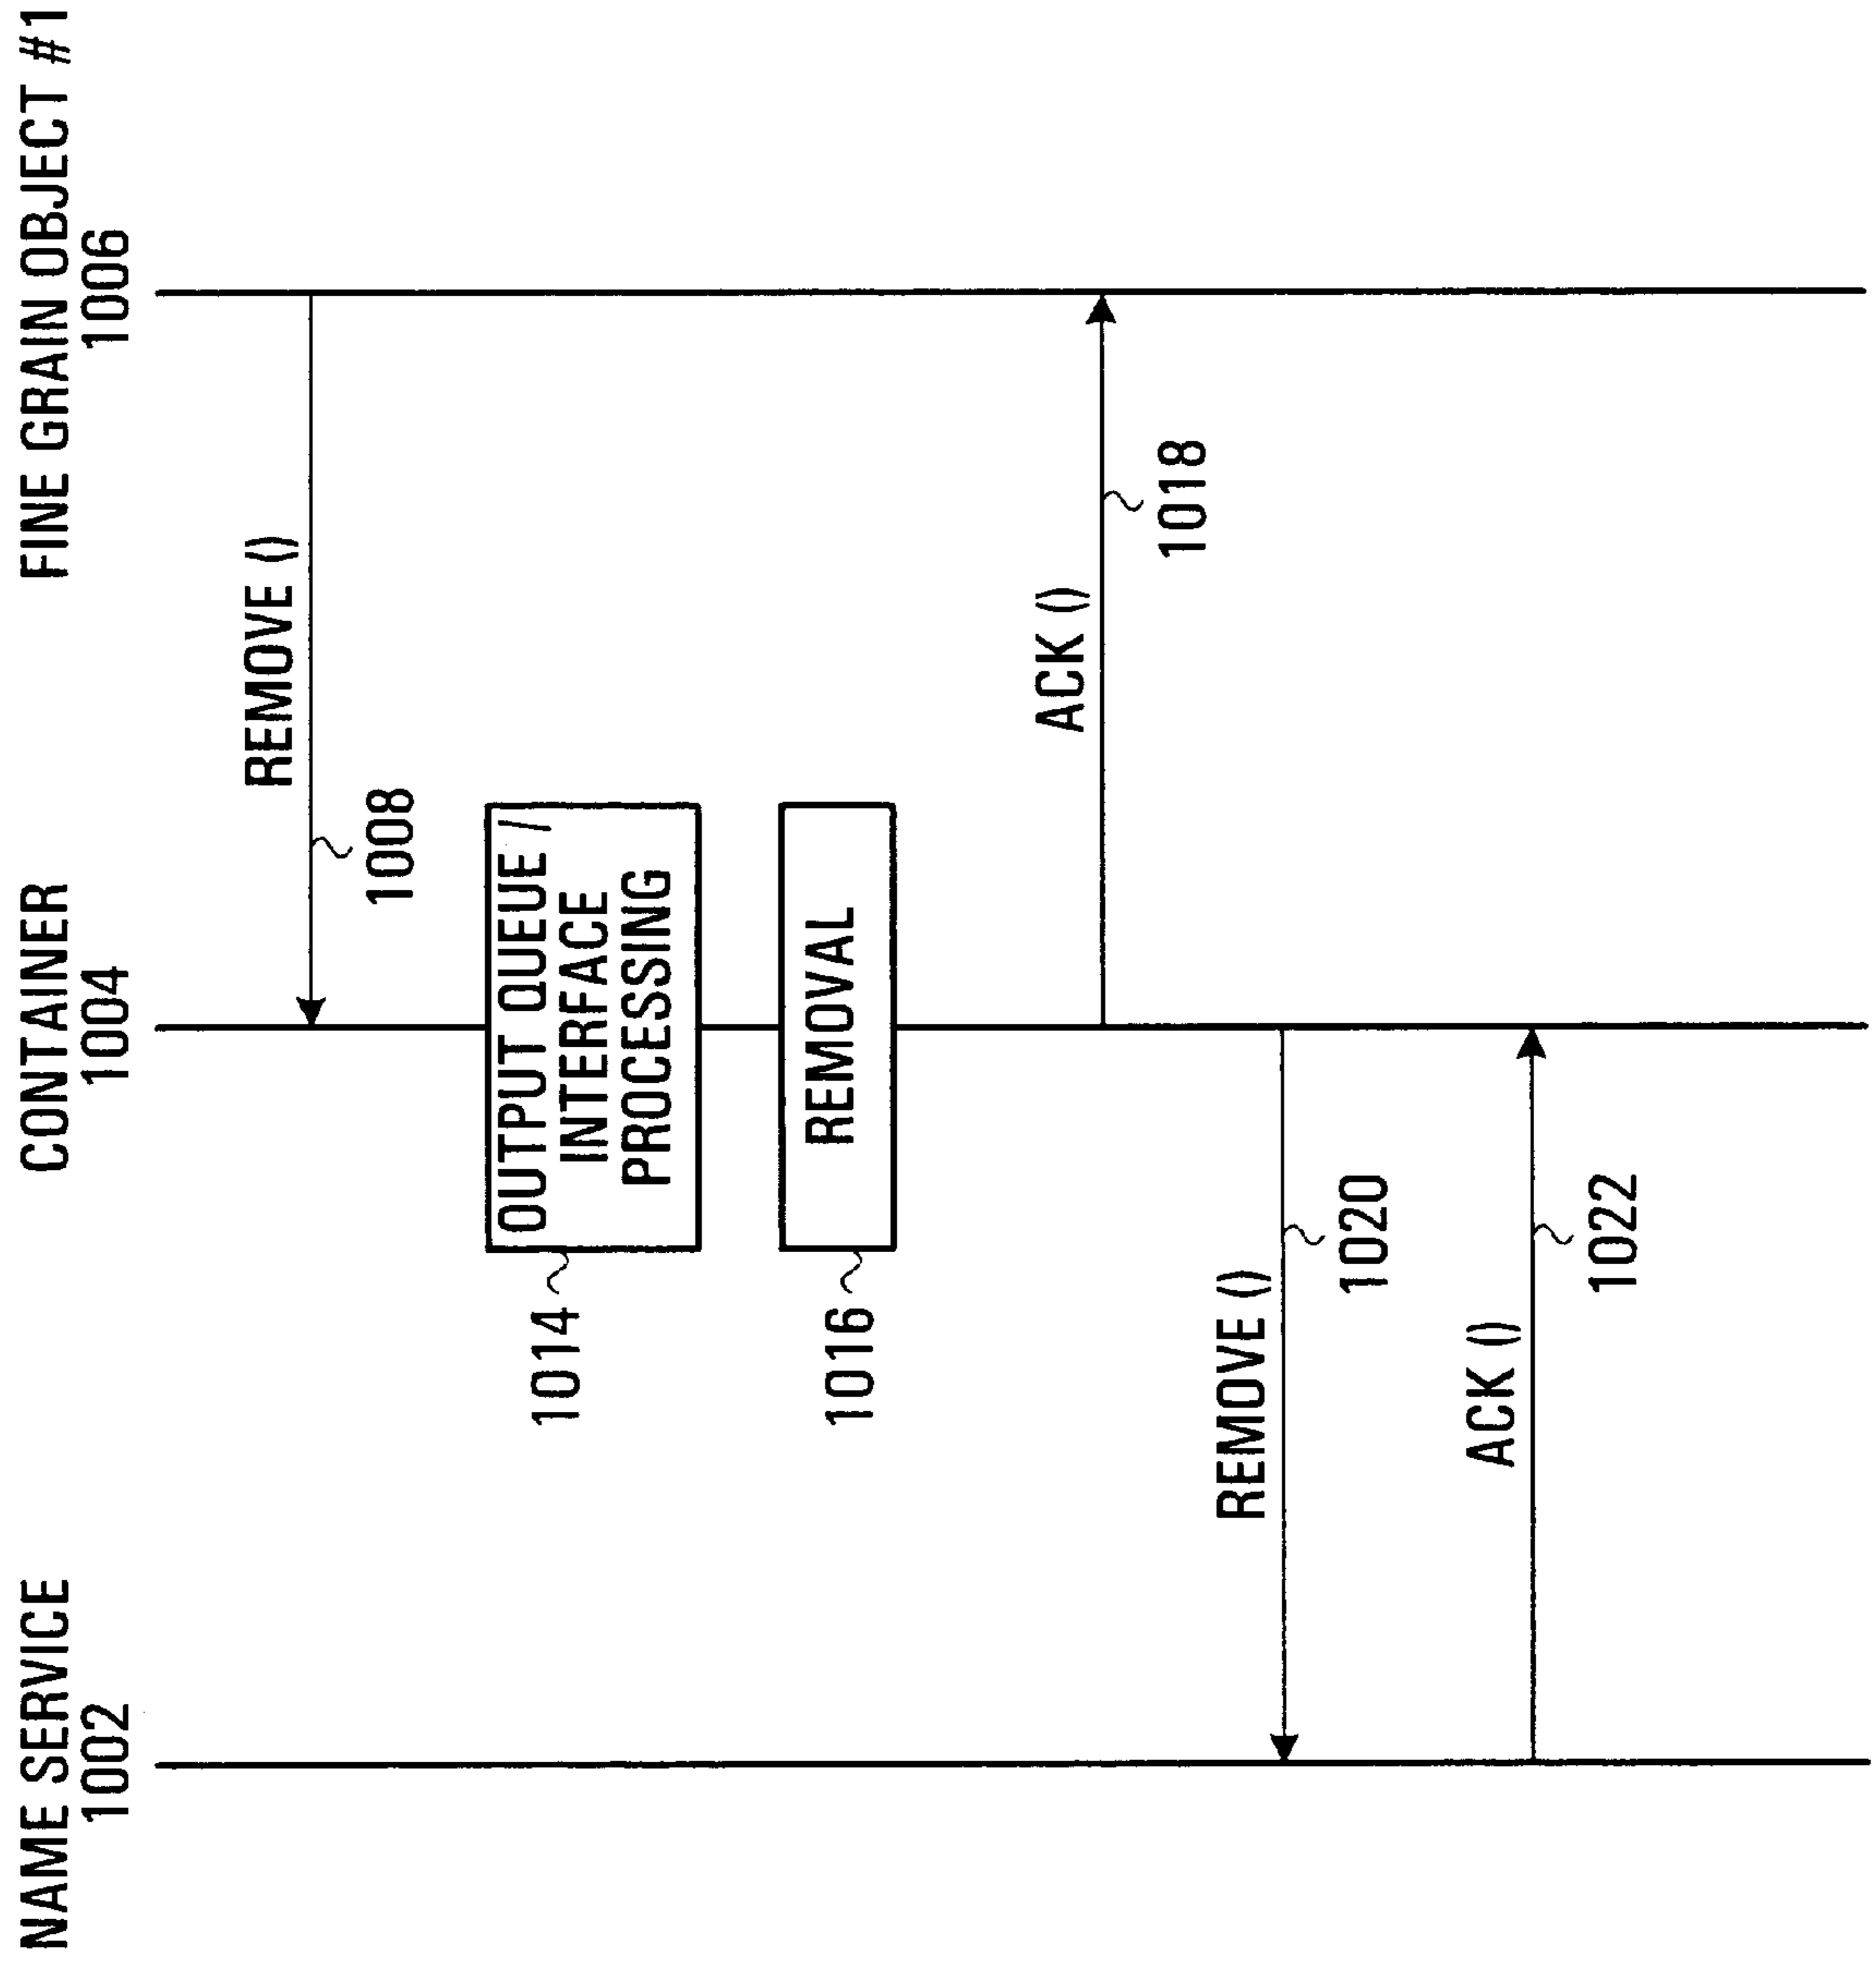 NAME SERVICE
1002
CONTAINER
1004
FINE GRAIN OBJECT #1
1006
REMOVE ()
1008
OUTPUT QUEUE /
INTERFACE
PROCESSING
1014
REMOVAL
1016
ACK ()
1018
REMOVE ()
1020
ACK ()
1022